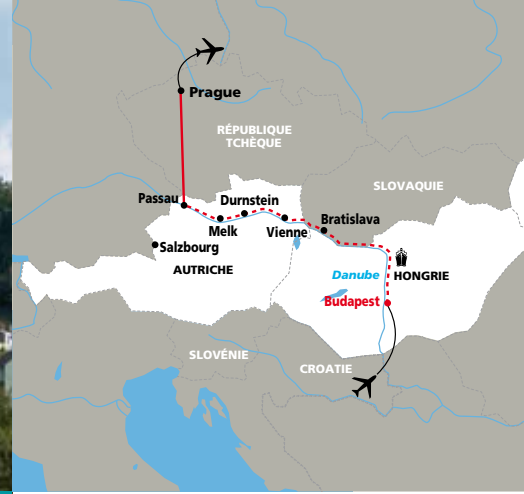 Prague
RÉPUBLIQUE
TCHÈQUE
SLOVAQUIE
Passau
Durnstein
Melk
Vienne
Bratislava
Salzbourg
AUTRICHE
Danube
HONGRIE
Budapest
SLOVÉNIE
CROATIE